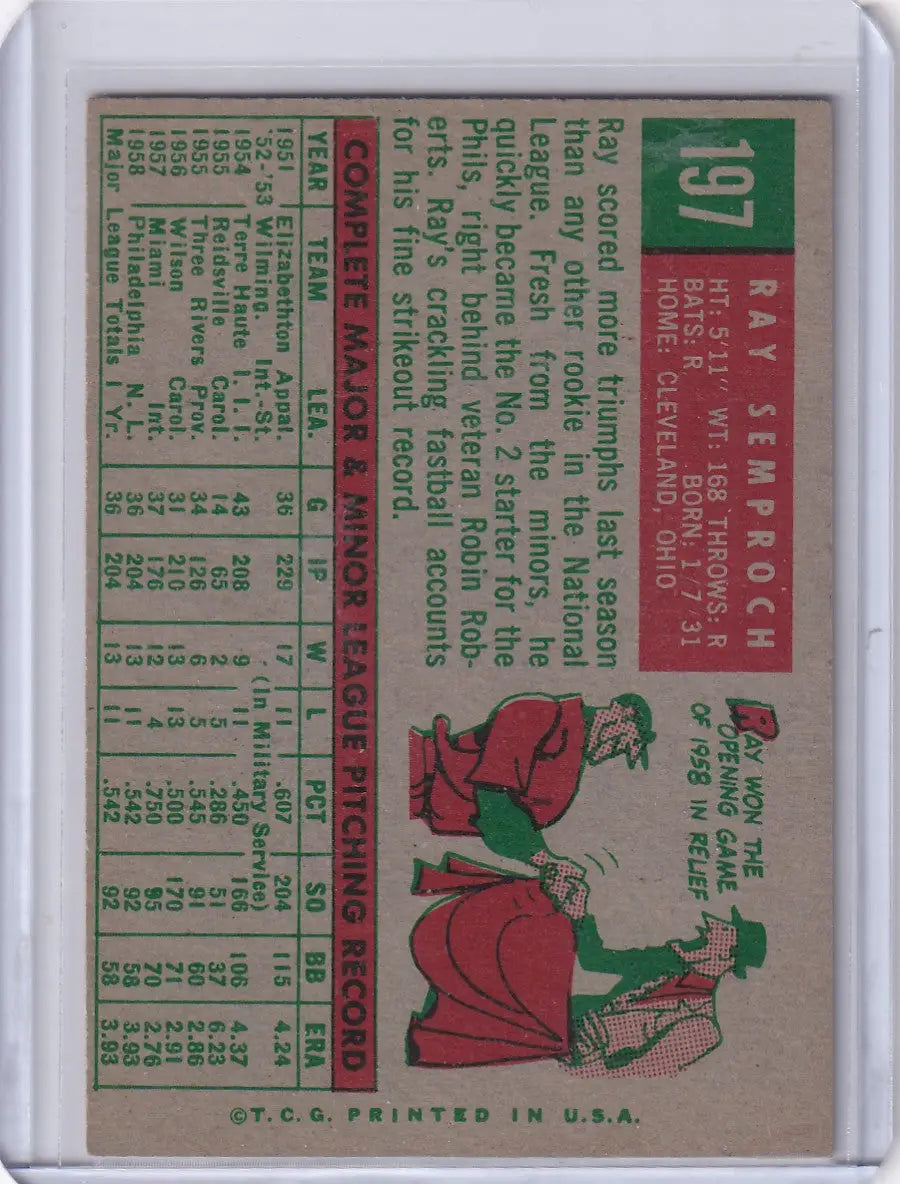 197
RAY SEMPROCH
HT: 5'11" WT: 168 THROWS: R
BATS: R BORN: 1/7/31
HOME: CLEVELAND, OHIO
Ray scored more triumphs last season
than any other rookie in the National
League. Fresh from the minors, he
quickly became the No. 2 starter for the
Phils, right behind veteran Robin Rob-
erts. Ray's crackling fastball accounts
for his fine strikeout record.
RAY WON THE
OPENING GAME
OF 1958 IN RELIEF
COMPLETE MAJOR & MINOR LEAGUE PITCHING RECORD
YEAR TEAM LEA. G IP W L PCT SO BB ERA
1951 Elizabethton Appal. 36 229 17 11 .607 204 115 4.24
'52-'53 Wilming. Int.-St. (In Military Service)
1954 Terre Haute I. I. I. 43 208 9 11 .450 166 106 4.37
1955 Reidsville Carol. 14 65 2 5 .286 51 37 6.23
1955 Three Rivers Prov. 34 126 6 5 .545 91 60 2.86
1956 Wilson Carol. 31 210 13 13 .500 170 71 2.91
1957 Miami Int. 37 176 12 4 .750 95 70 2.76
1958 Philadelphia N. L. 36 204 13 11 .542 92 58 3.93
Major League Totals 1 Yr. 36 204 13 11 .542 92 58 3.93
©T. C. G. PRINTED IN U.S.A.